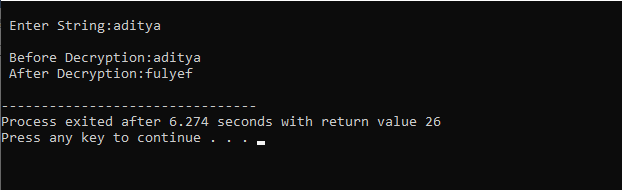 Enter String:aditya
Before Decryption:aditya
After Decryption:fulyef
--------------------------------
Process exited after 6.274 seconds with return value 26
Press any key to continue . . .